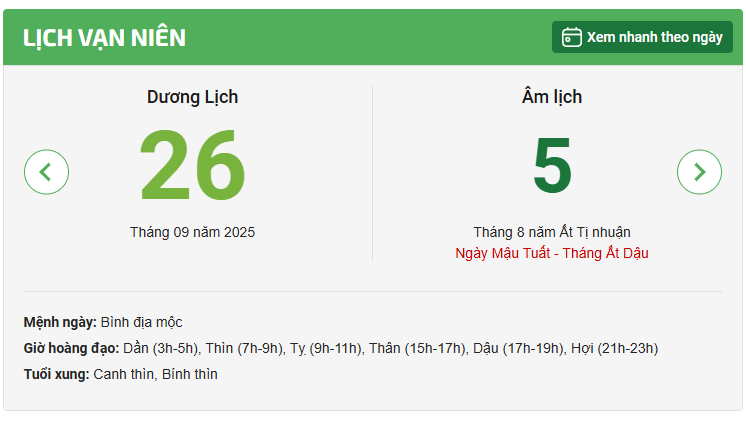 LỊCH VẠN NIÊN
Xem nhanh theo ngày
Dương Lịch
Âm lịch
26
5
Tháng 09 năm 2025
Tháng 8 năm Ất Tị nhuận
Ngày Mậu Tuất - Tháng Ất Dậu
Mệnh ngày: Bình địa mộc
Giờ hoàng đạo: Dần (3h-5h), Thìn (7h-9h), Tỵ (9h-11h), Thân (15h-17h), Dậu (17h-19h), Hợi (21h-23h)
Tuổi xung: Canh thìn, Bính thìn